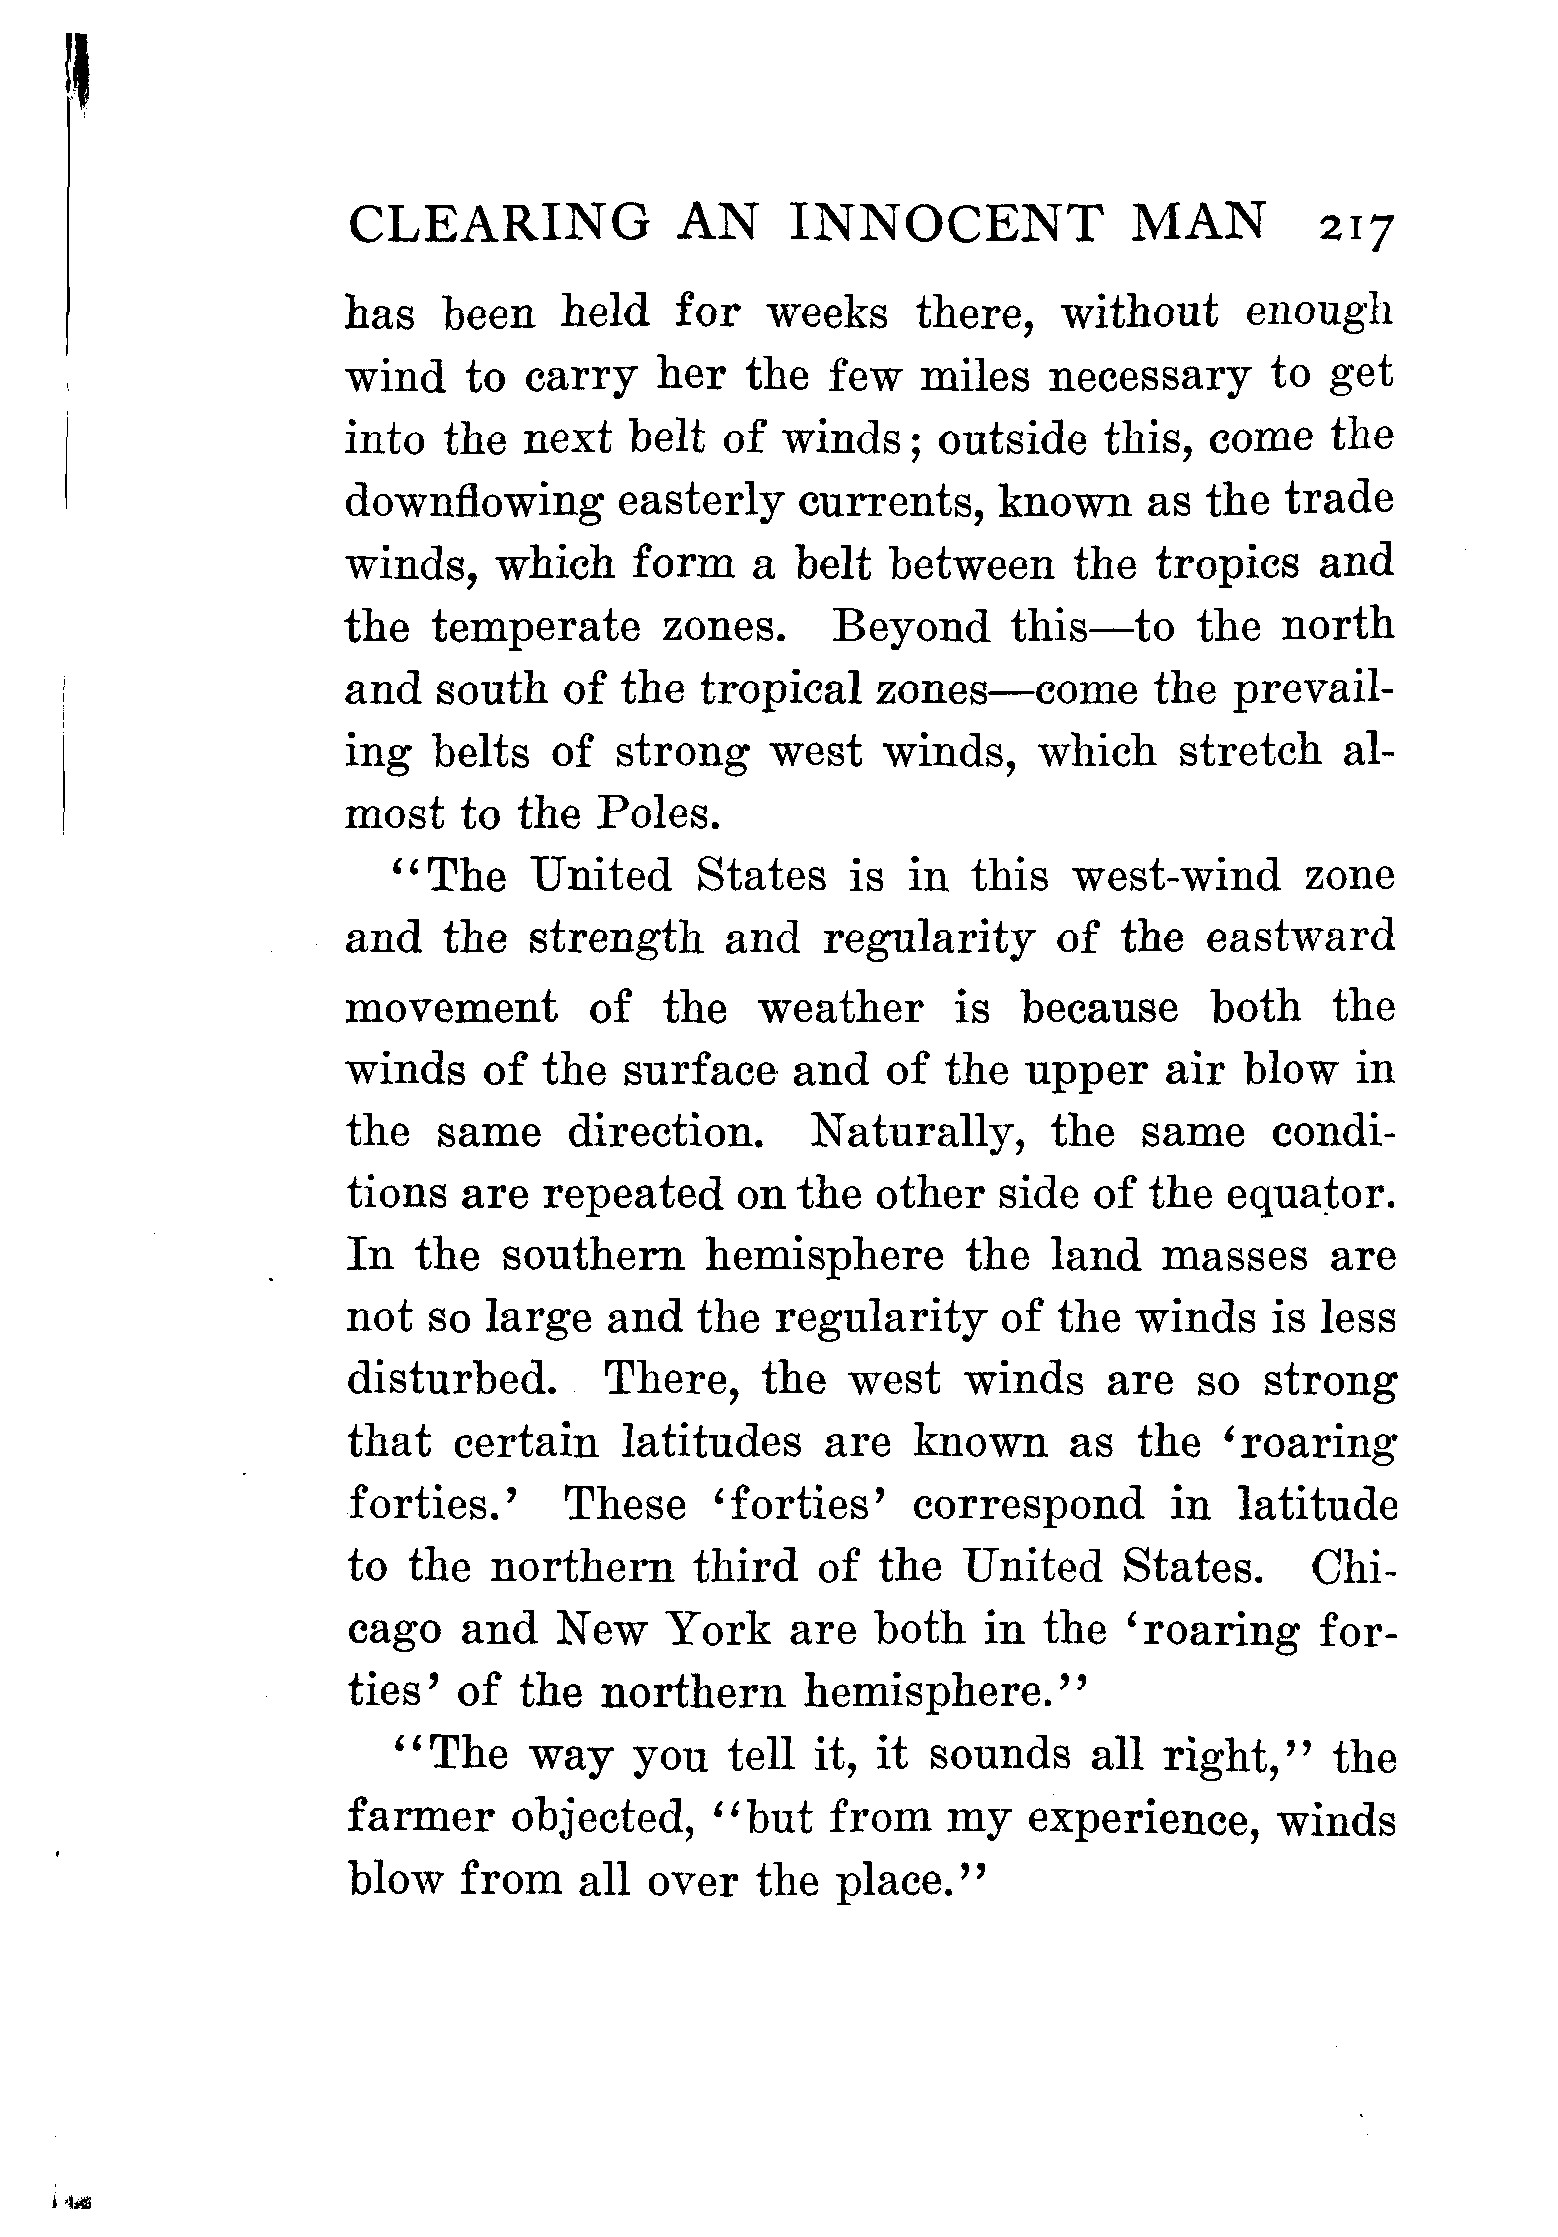 CLEARING AN INNOCENT MAN 217
has been held for weeks there, without enough
wind to carry her the few miles necessary to get
into the next belt of winds; outside this, come the
downflowing easterly currents, known as the trade
winds, which form a belt between the tropics and
the temperate zones. Beyond this—to the north
and south of the tropical zones—come the prevail-
ing belts of strong west winds, which stretch al-
most to the Poles.
“The United States is in this west-wind zone
and the strength and regularity of the eastward
movement of the weather is because both the
winds of the surface and of the upper air blow in
the same direction. Naturally, the same condi-
tions are repeated on the other side of the equator.
In the southern hemisphere the land masses are
not so large and the regularity of the winds is less
disturbed. There, the west winds are so strong
that certain latitudes are known as the ‘roaring
forties.’ These ‘forties’ correspond in latitude
to the northern third of the United States. Chi-
cago and New York are both in the ‘roaring for-
ties’ of the northern hemisphere.”
“The way you tell it, it sounds all right,” the
farmer objected, “but from my experience, winds
blow from all over the place.”